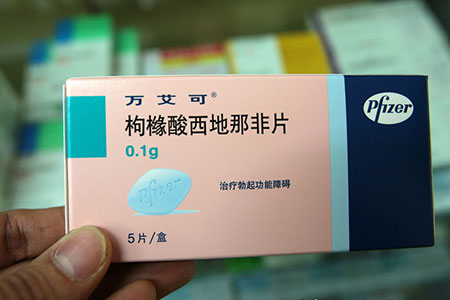 万艾可®
Pfizer
枸橼酸西地那非片
0.1g
Pfizer
治疗勃起功能障碍
5片/盒